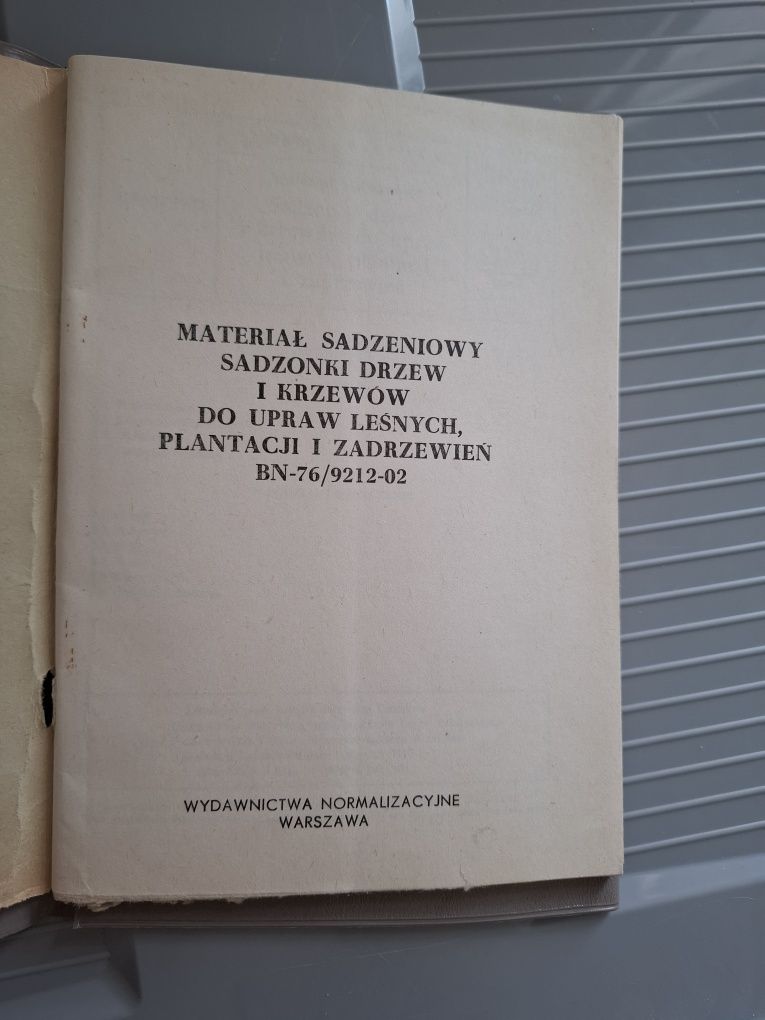 MATERIAŁ SADZENIOWY
SADZONKI DRZEW
I KRZEWÓW
DO UPRAW LEŚNYCH,
PLANTACJI I ZADRZEWIEŃ
BN-76/9212-02
WYDAWNICTWA NORMALIZACYJNE
WARSZAWA